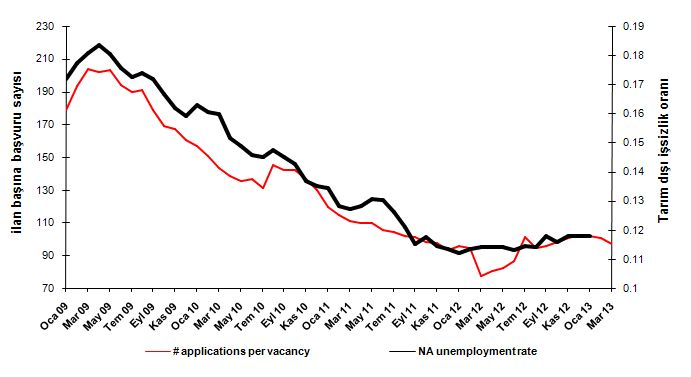 230
210
190
170
150
130
110
90
70
İlan başına başvuru sayısı
0.19
0.18
0.17
0.16
0.15
0.14
0.13
0.12
0.11
0.1
Tarım dışı işsizlik oranı
Oca 09
Mar 09
May 09
Tem 09
Eyl 09
Kas 09
Oca 10
Mar 10
May 10
Tem 10
Eyl 10
Kas 10
Oca 11
Mar 11
May 11
Tem 11
Eyl 11
Kas 11
Oca 12
Mar 12
May 12
Tem 12
Eyl 12
Kas 12
Oca 13
Mar 13
# applications per vacancy
NA unemployment rate